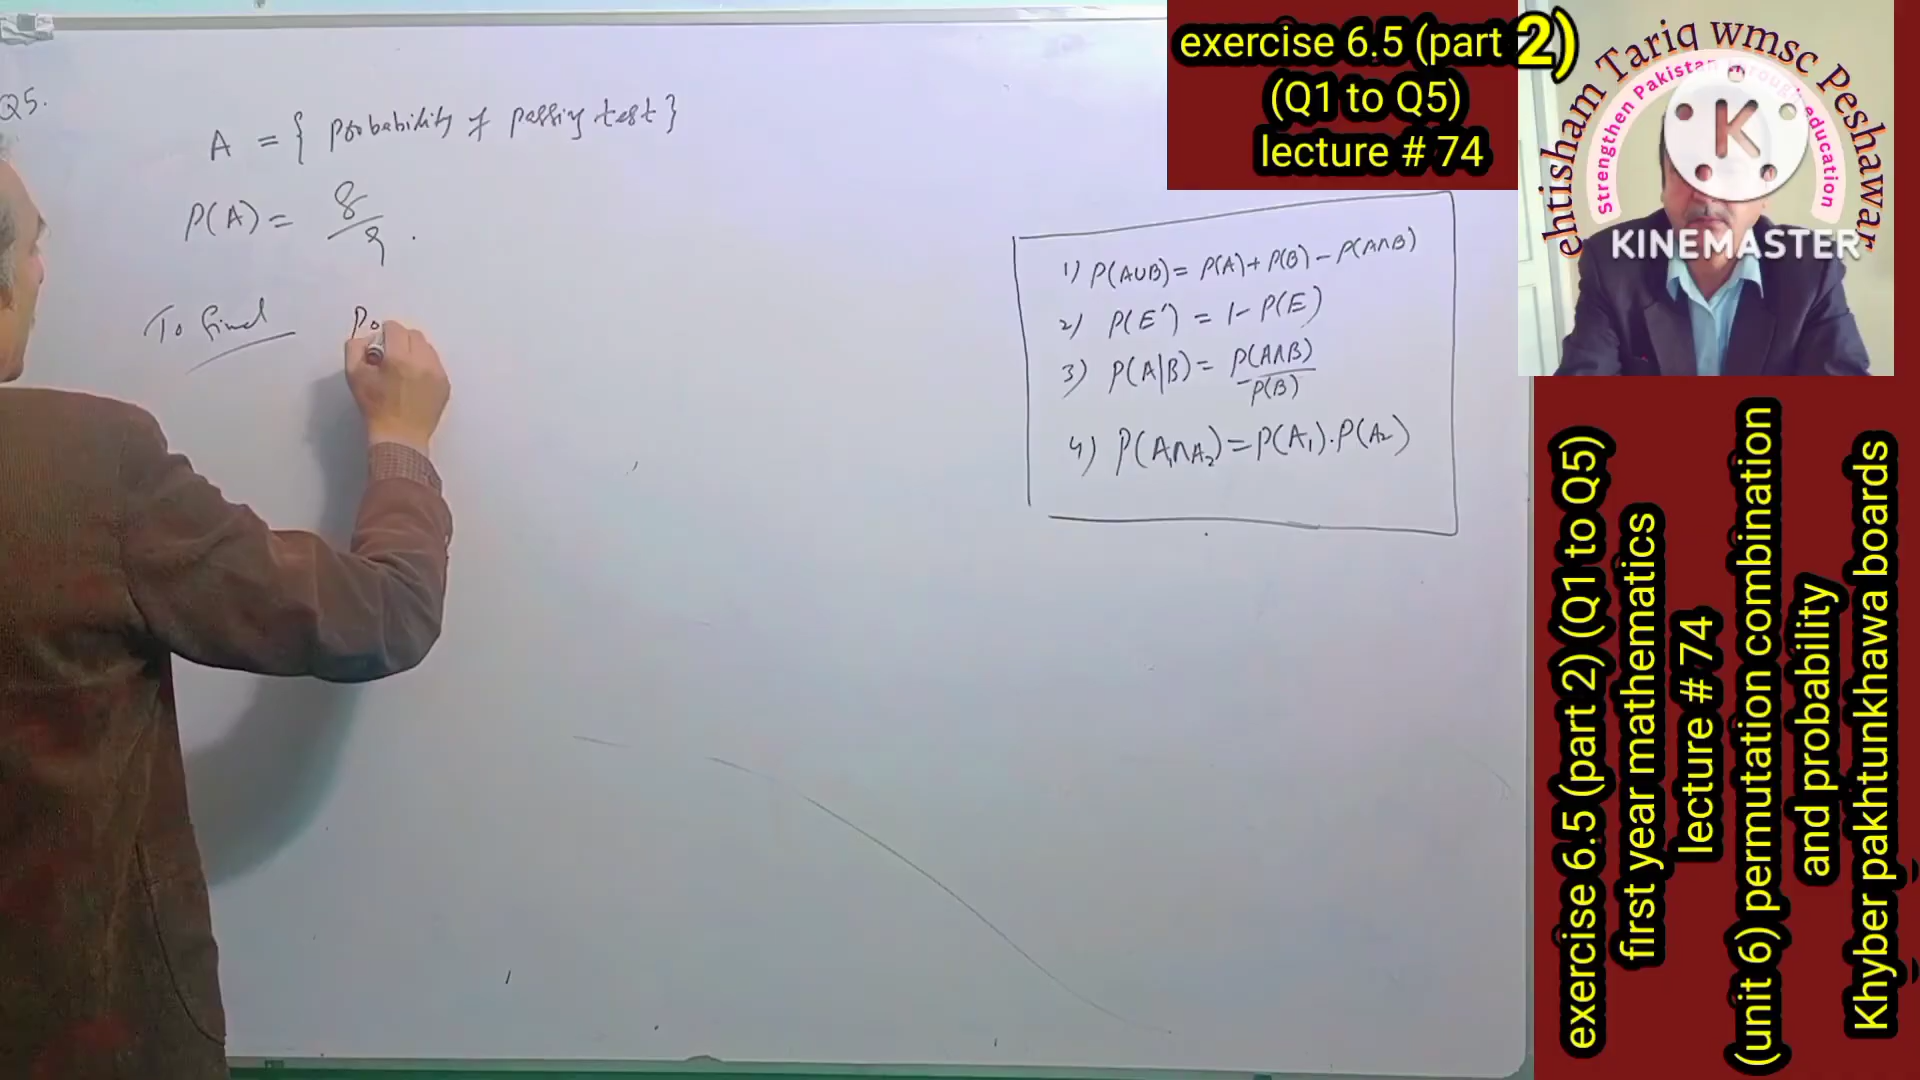 Q5.
A = { probability of passing test }
P(A) = 8/9 .
To find Po
1) P(A∪B) = P(A) + P(B) - P(A∩B)
2) P(E') = 1 - P(E)
3) P(A|B) = P(A∩B)/P(B)
4) P(A₁∩A₂) = P(A₁).P(A₂)
exercise 6.5 (part 2)
(Q1 to Q5)
lecture # 74
ehtisham Tariq wmsc Peshawar
Strengthen Pakistan through education
K
KINEMASTER
exercise 6.5 (part 2) (Q1 to Q5)
first year mathematics
lecture # 74
(unit 6) permutation combination
and probability
Khyber pakhtunkhawa boards